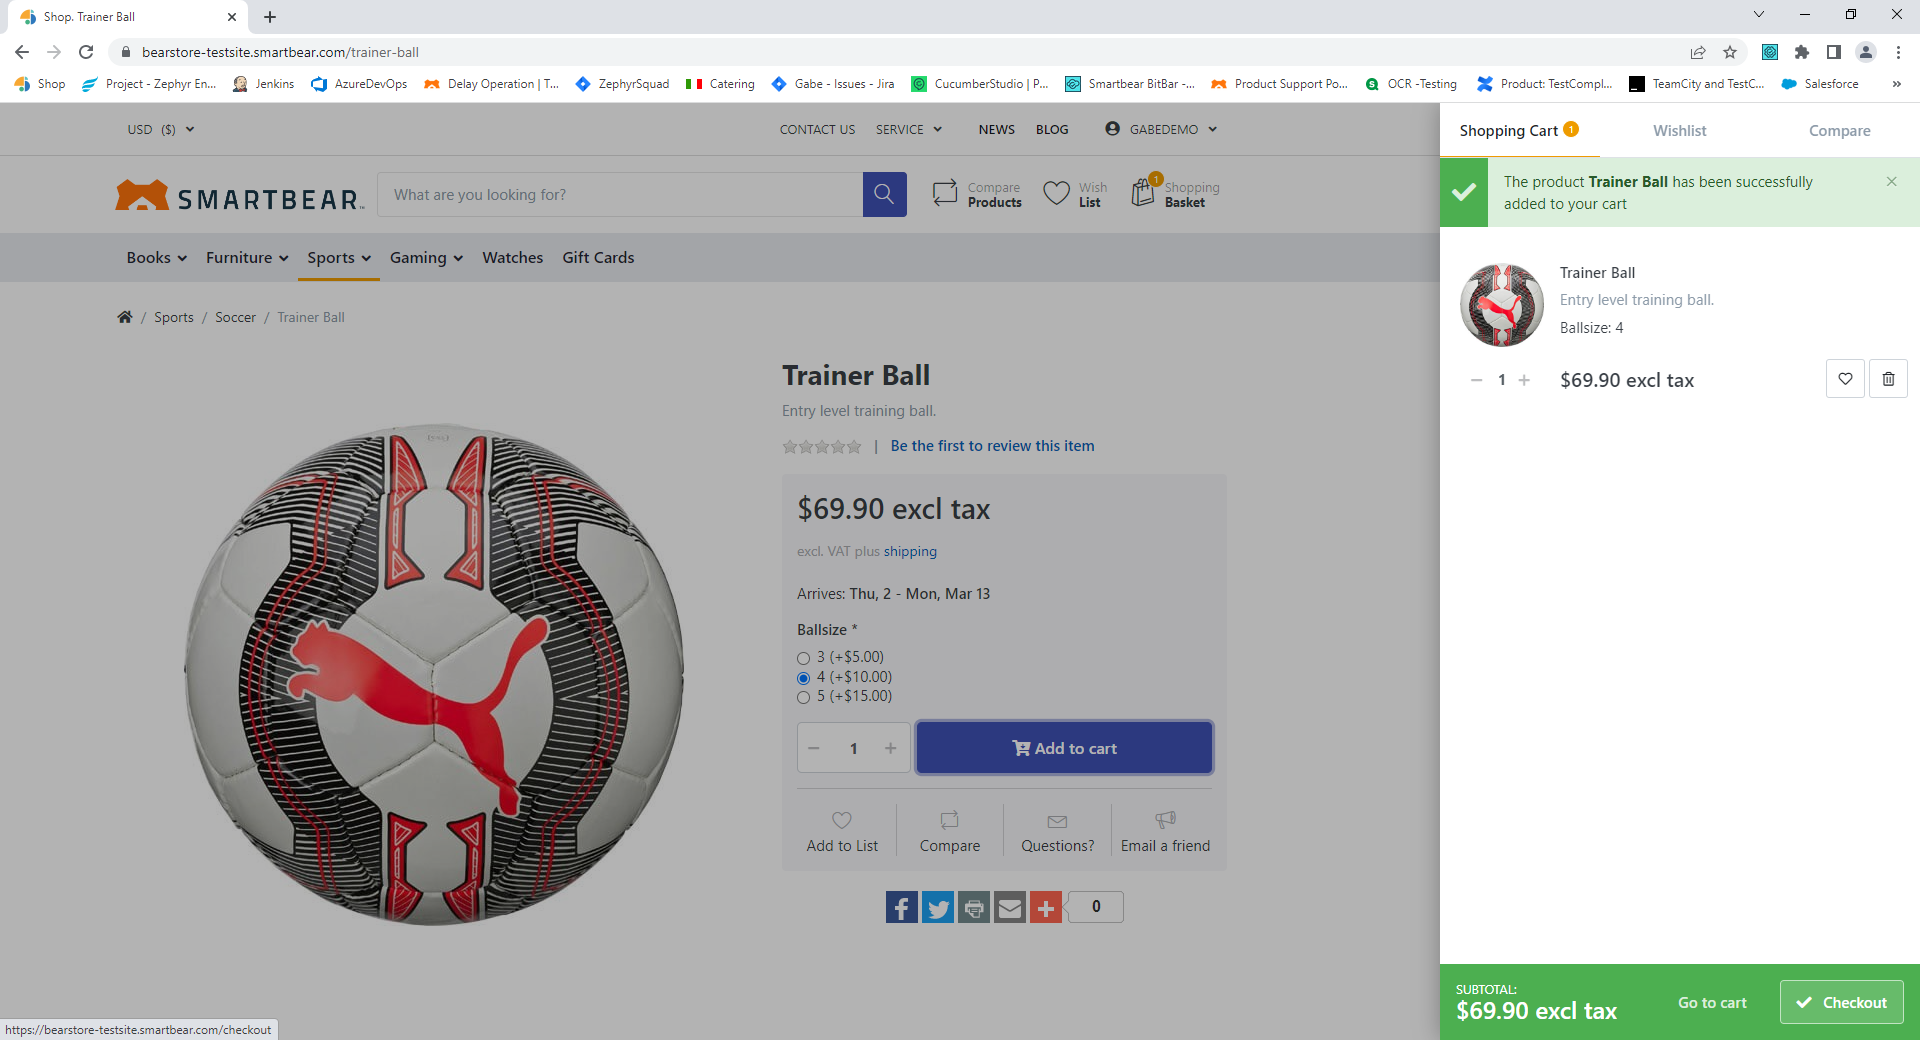 Shop. Trainer Ball
bearstore-testsite.smartbear.com/trainer-ball
Shop
Project - Zephyr En...
Jenkins
AzureDevOps
Delay Operation | T...
ZephyrSquad
Catering
Gabe - Issues - Jira
CucumberStudio | P...
Smartbear BitBar -...
Product Support Po...
OCR -Testing
Product: TestCompl...
TeamCity and TestC...
Salesforce
»
USD ($)
CONTACT US
SERVICE
NEWS
BLOG
GABEDEMO
SMARTBEAR
What are you looking for?
Compare
Products
Wish
List
1
Shopping
Basket
Books
Furniture
Sports
Gaming
Watches
Gift Cards
/ Sports / Soccer / Trainer Ball
Trainer Ball
Entry level training ball.
| Be the first to review this item
$69.90 excl tax
excl. VAT plus shipping
Arrives: Thu, 2 - Mon, Mar 13
Ballsize *
3 (+$5.00)
4 (+$10.00)
5 (+$15.00)
− 1 +
Add to cart
Add to List
Compare
Questions?
Email a friend
0
Shopping Cart 1
Wishlist
Compare
The product Trainer Ball has been successfully
added to your cart
Trainer Ball
Entry level training ball.
Ballsize: 4
− 1 +
$69.90 excl tax
SUBTOTAL:
$69.90 excl tax
Go to cart
Checkout
https://bearstore-testsite.smartbear.com/checkout